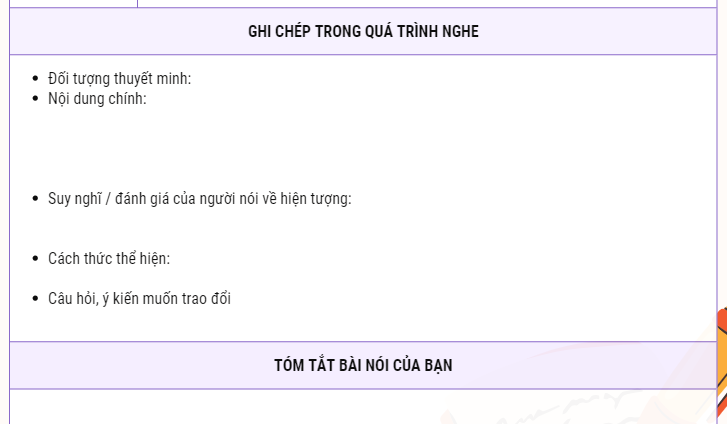 GHI CHÉP TRONG QUÁ TRÌNH NGHE
Đối tượng thuyết minh:
Nội dung chính:
Suy nghĩ / đánh giá của người nói về hiện tượng:
Cách thức thể hiện:
Câu hỏi, ý kiến muốn trao đổi
TÓM TẮT BÀI NÓI CỦA BẠN